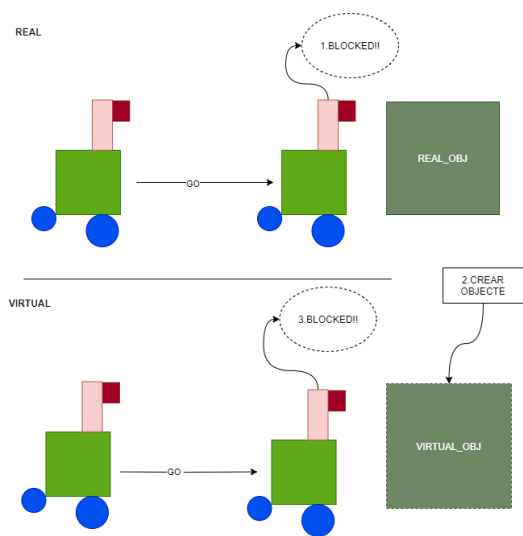 REAL
1.BLOCKED!!
REAL_OBJ
GO
2.CREAR
OBJECTE
VIRTUAL
3.BLOCKED!!
VIRTUAL_OBJ
GO